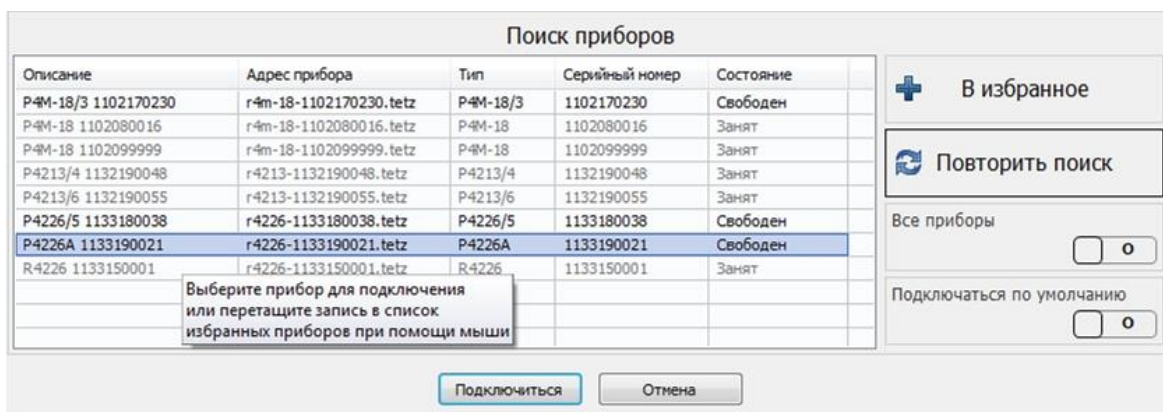 Поиск приборов
Описание Адрес прибора Тип Серийный номер Состояние
Р4М-18/3 1102170230 r4m-18-1102170230.tetz Р4М-18/3 1102170230 Свободен
Р4М-18 1102080016 r4m-18-1102080016.tetz Р4М-18 1102080016 Занят
Р4М-18 1102099999 r4m-18-1102099999.tetz Р4М-18 1102099999 Занят
Р4213/4 1132190048 r4213-1132190048.tetz Р4213/4 1132190048 Занят
Р4213/6 1132190055 r4213-1132190055.tetz Р4213/6 1132190055 Занят
Р4226/5 1133180038 r4226-1133180038.tetz Р4226/5 1133180038 Свободен
Р4226А 1133190021 r4226-1133190021.tetz Р4226А 1133190021 Свободен
R4226 1133150001 r4226-1133150001.tetz R4226 1133150001 Занят
Выберите прибор для подключения
или перетащите запись в список
избранных приборов при помощи мыши
В избранное
Повторить поиск
Все приборы
О
Подключаться по умолчанию
О
Подключиться Отмена